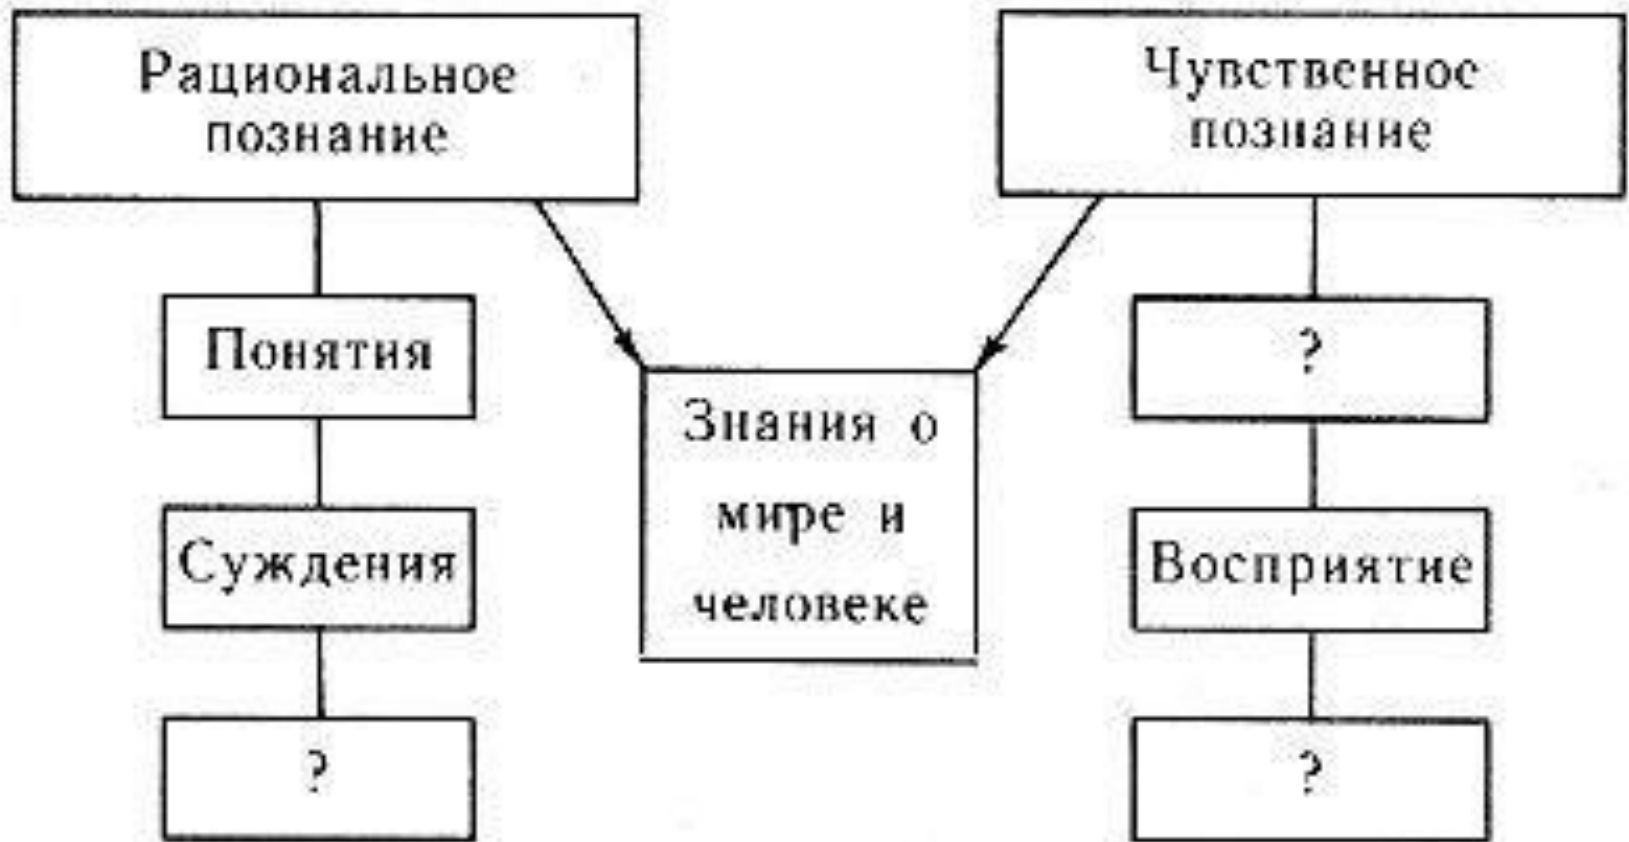 Рациональное
познание
Чувственное
познание
Понятия
?
Знания о
мире и
человеке
Суждения
Восприятие
?
?